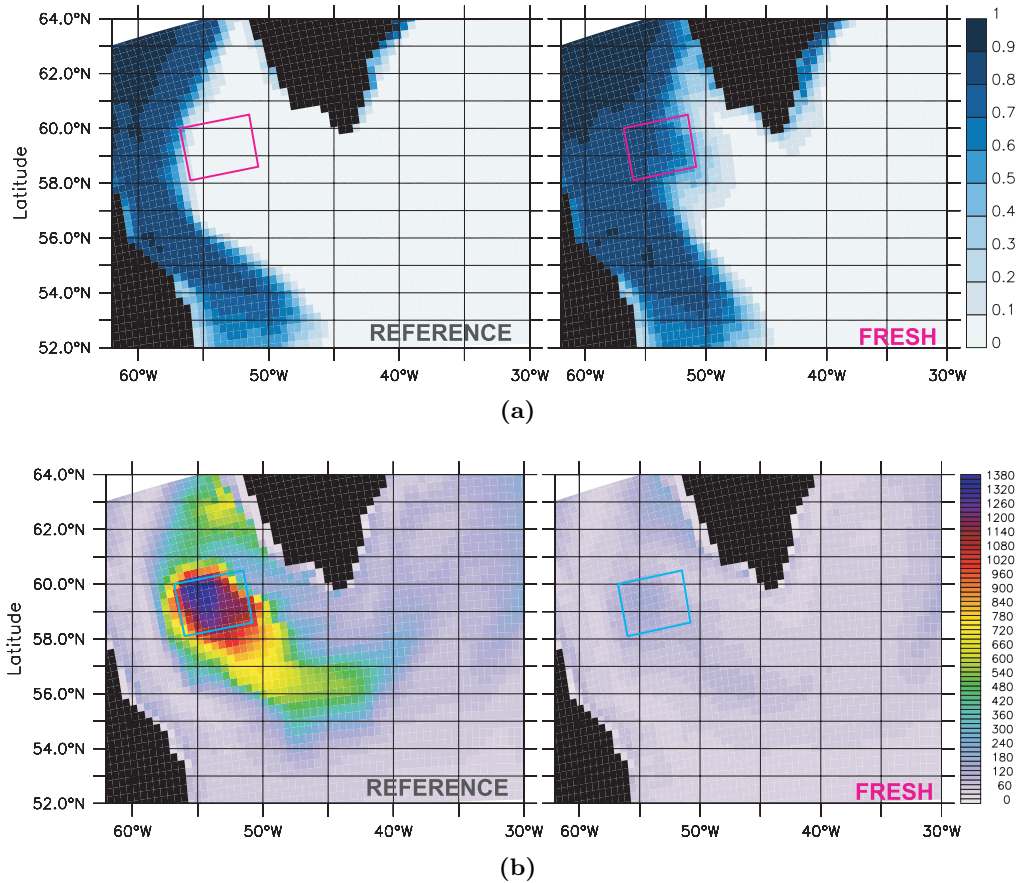 64.0°N
62.0°N
60.0°N
58.0°N
56.0°N
54.0°N
52.0°N
Latitude
REFERENCE
FRESH
1
0.9
0.8
0.7
0.6
0.5
0.4
0.3
0.2
0.1
0
60°W 50°W 40°W 30°W 60°W 50°W 40°W 30°W
(a)
64.0°N
62.0°N
60.0°N
58.0°N
56.0°N
54.0°N
52.0°N
Latitude
REFERENCE
FRESH
1380
1280
1200
1140
1080
1020
960
900
840
780
720
660
600
540
480
420
360
300
240
180
120
60
0
60°W 50°W 40°W 30°W 60°W 50°W 40°W 30°W
(b)